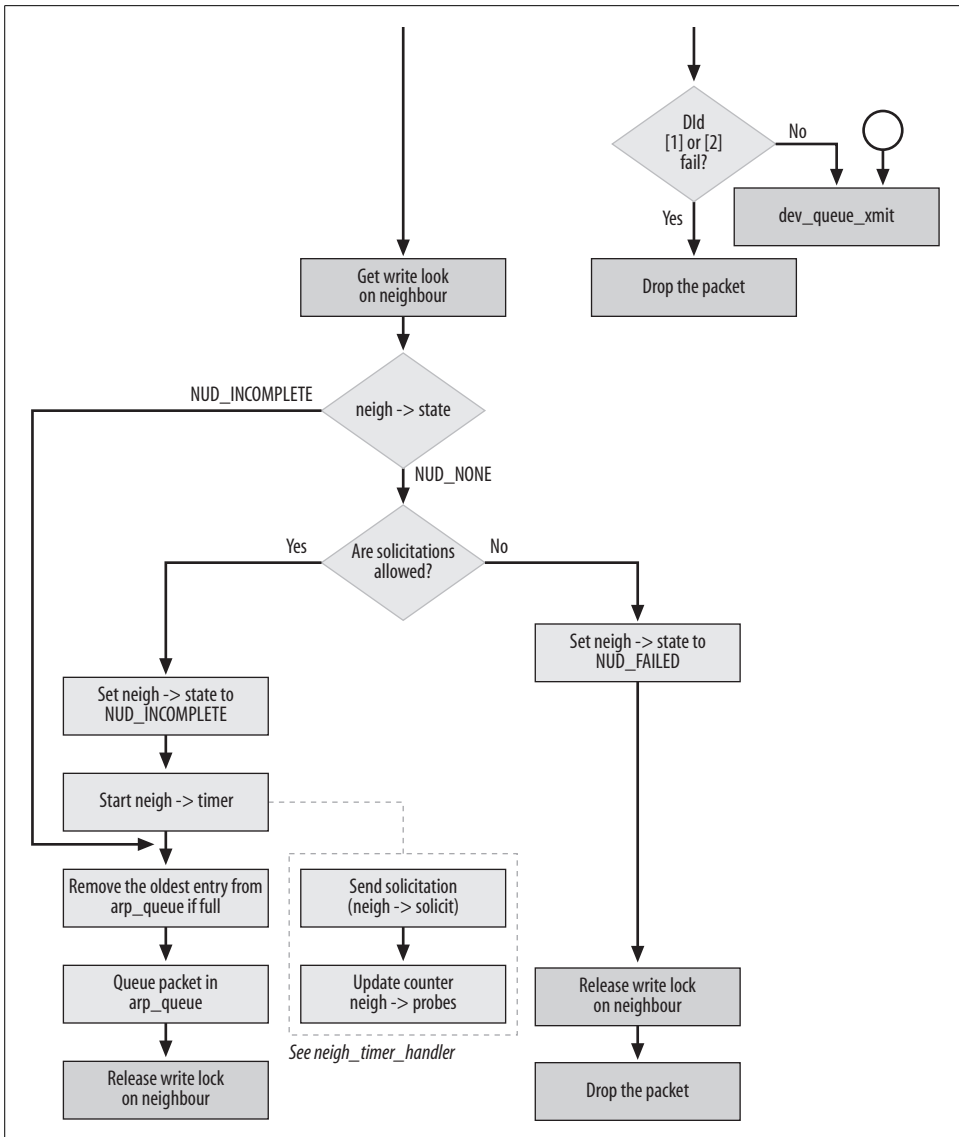 DId
[1] or [2]
fail?
No
Yes
dev_queue_xmit
Drop the packet
Get write look
on neighbour
NUD_INCOMPLETE
neigh -> state
NUD_NONE
Yes
Are solicitations
allowed?
No
Set neigh -> state to
NUD_FAILED
Set neigh -> state to
NUD_INCOMPLETE
Start neigh -> timer
Remove the oldest entry from
arp_queue if full
Send solicitation
(neigh -> solicit)
Queue packet in
arp_queue
Update counter
neigh -> probes
See neigh_timer_handler
Release write lock
on neighbour
Release write lock
on neighbour
Drop the packet